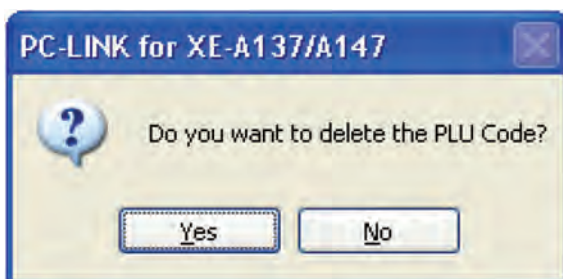 PC-LINK for XE-A137/A147
Do you want to delete the PLU Code?
Yes
No